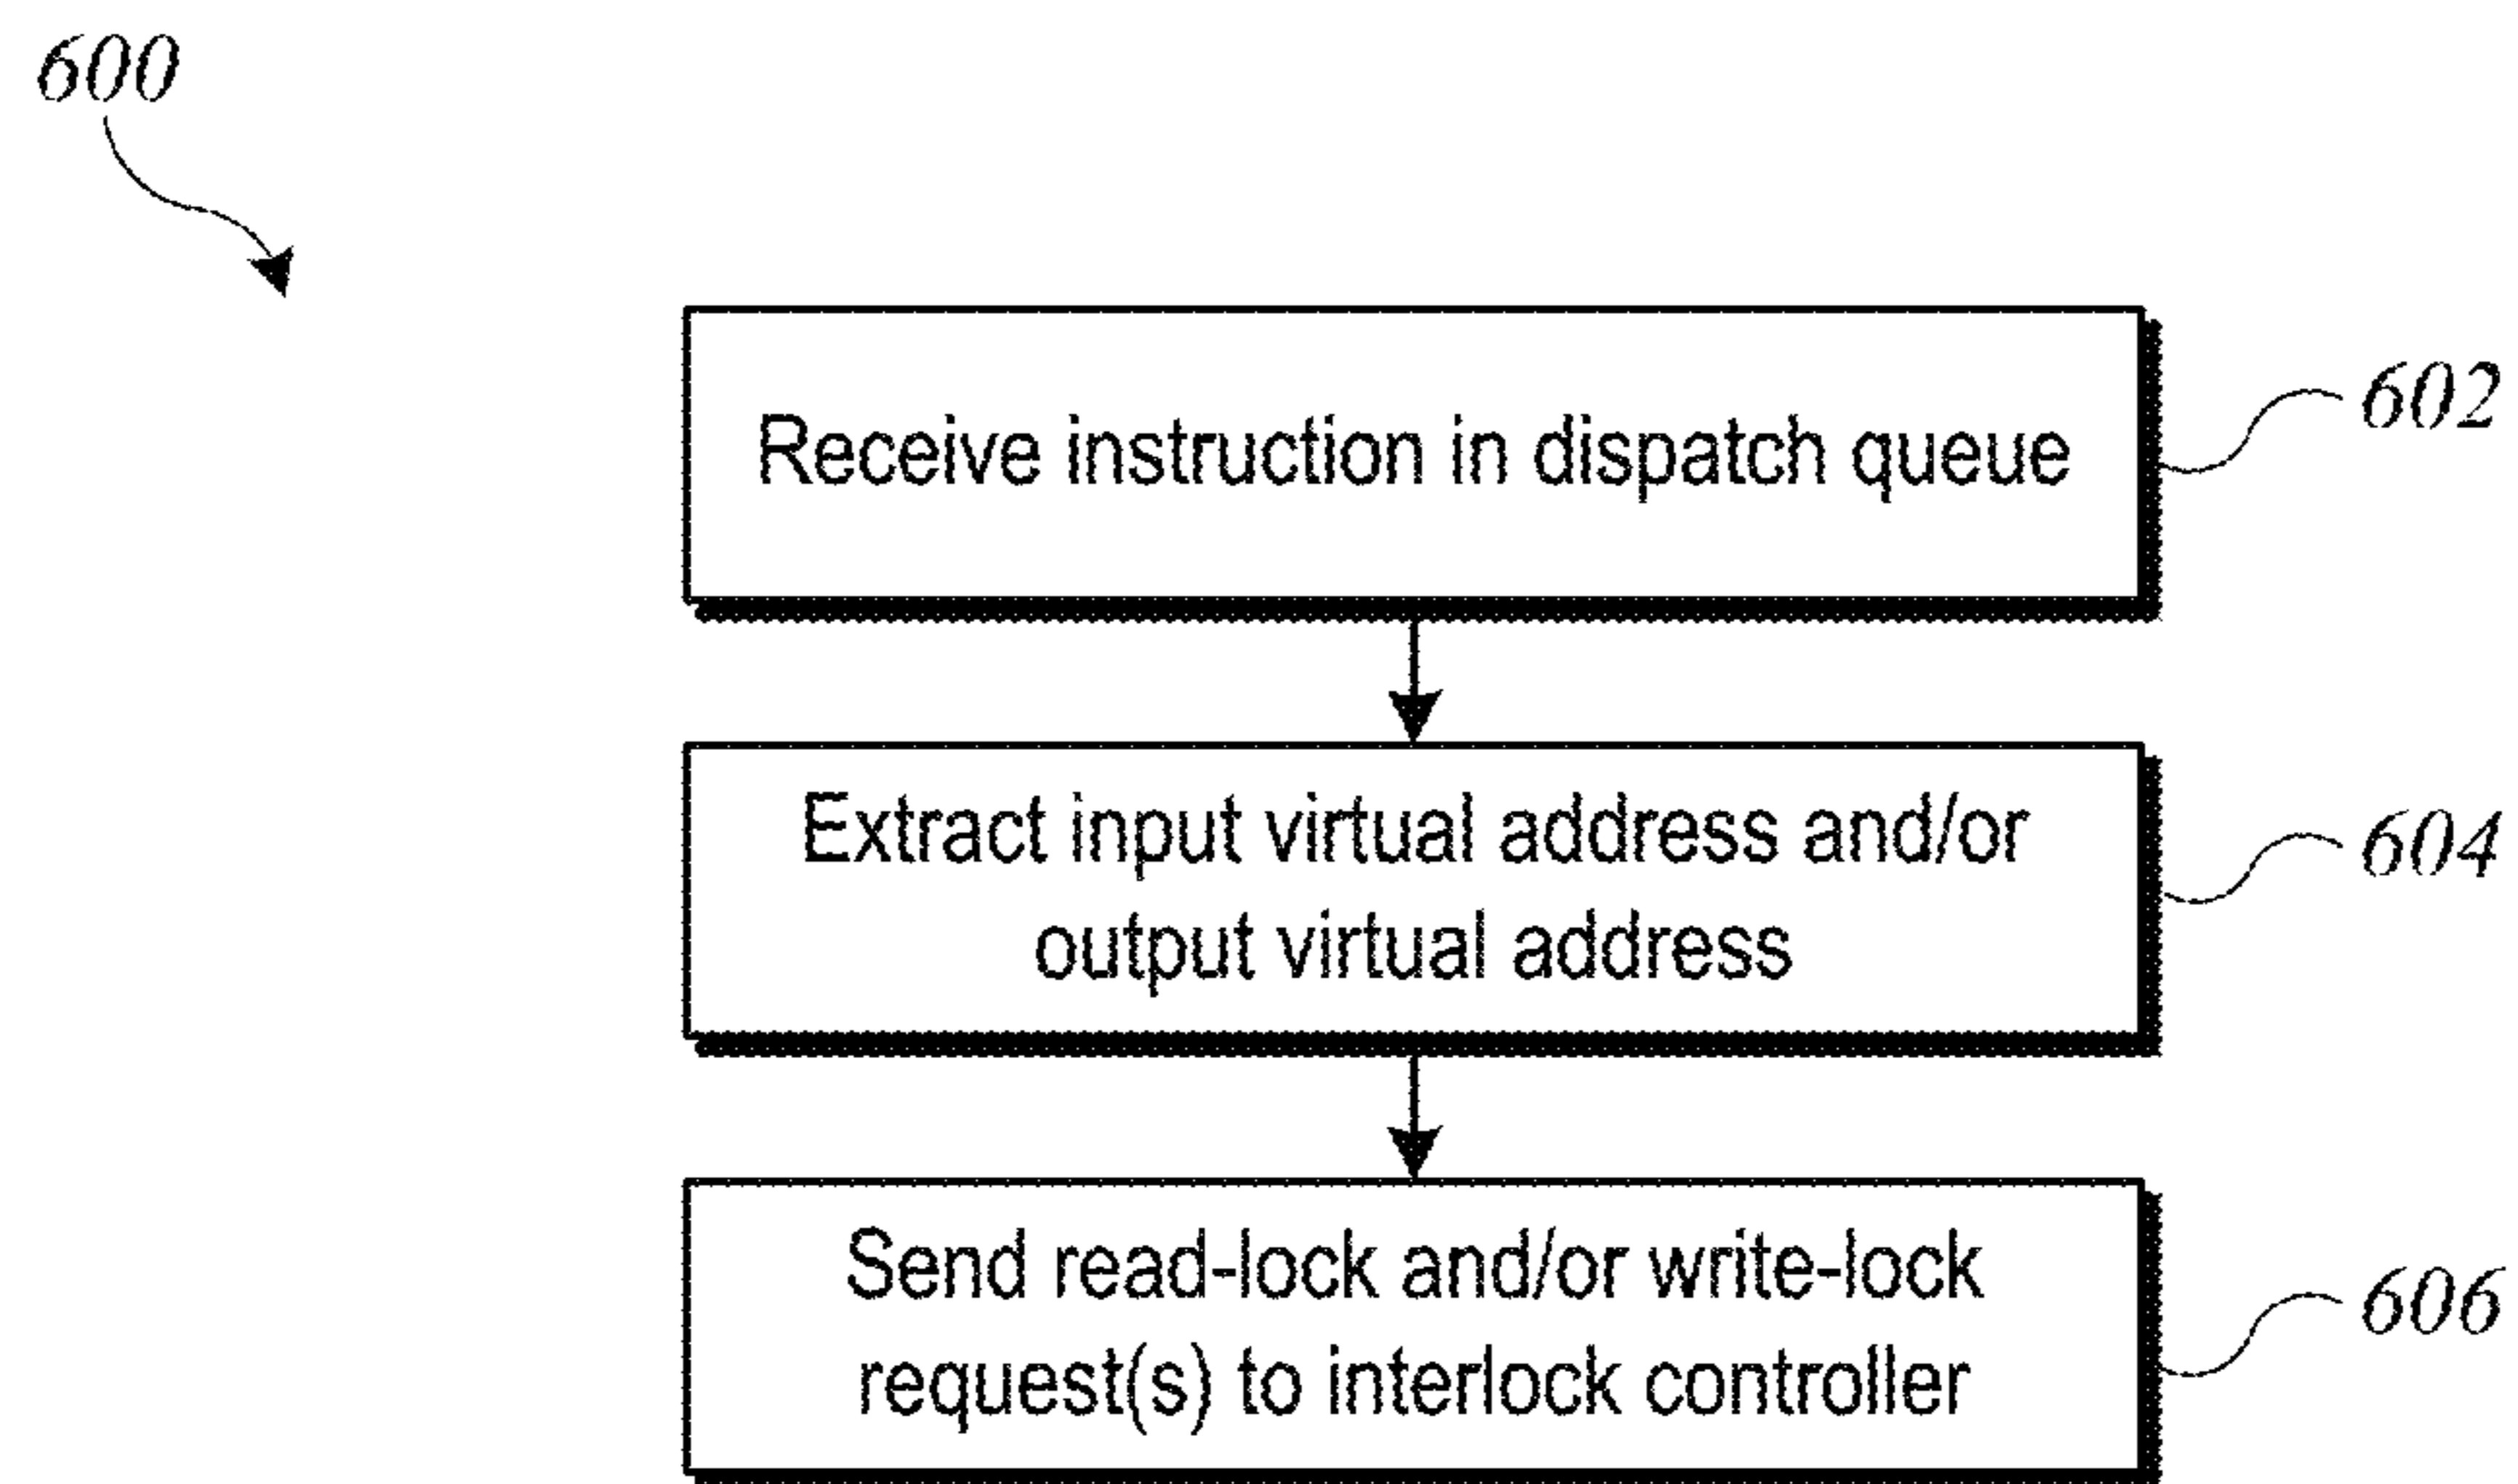 600
Receive instruction in dispatch queue
602
Extract input virtual address and/or
output virtual address
604
Send read-lock and/or write-lock
request(s) to interlock controller
606